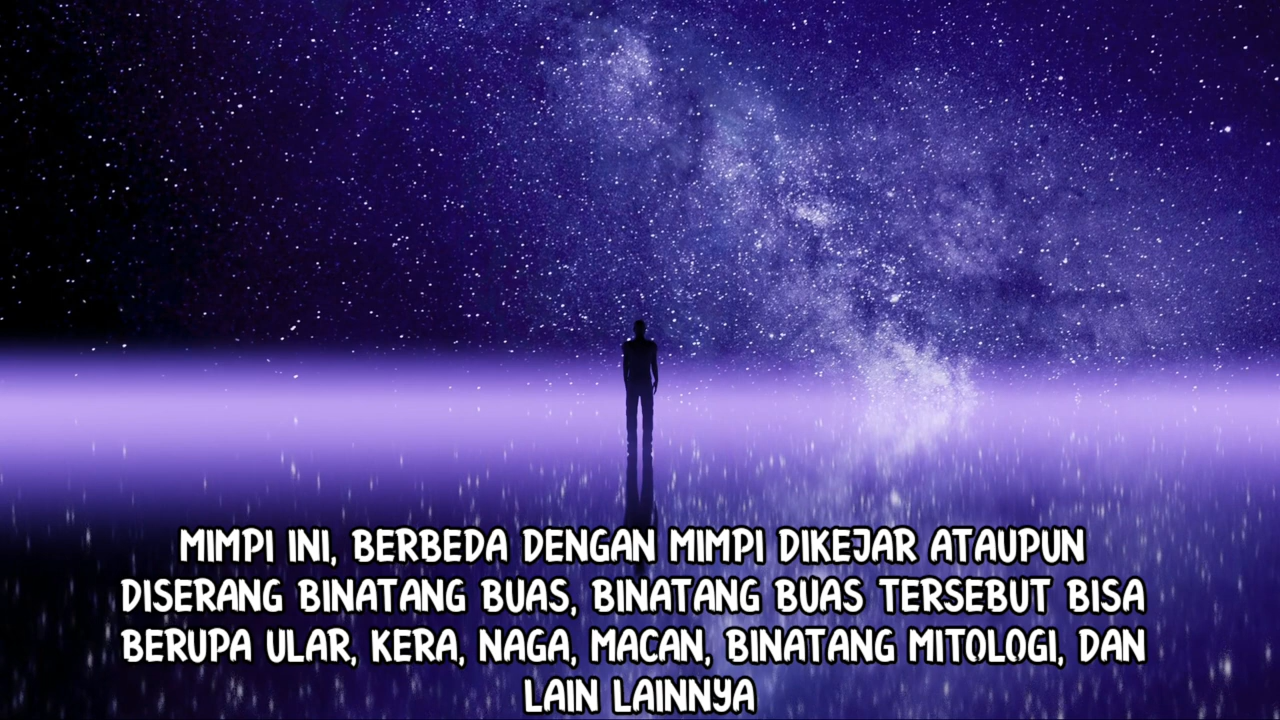 MIMPI INI, BERBEDA DENGAN MIMPI DIKEJAR ATAUPUN
DISERANG BINATANG BUAS, BINATANG BUAS TERSEBUT BISA
BERUPA ULAR, KERA, NAGA, MACAN, BINATANG MITOLOGI, DAN
LAIN LAINNYA